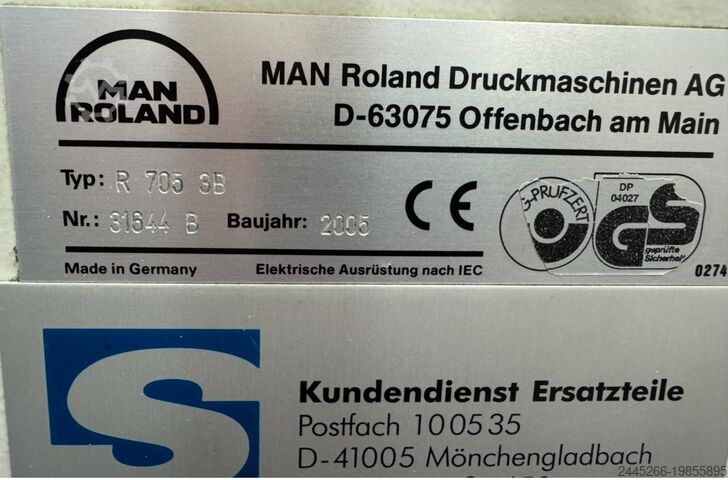 MAN
ROLAND
MAN Roland Druckmaschinen AG
D-63075 Offenbach am Main
Typ: R 705 3B
Nr.: 31644 B Baujahr: 2005
CE
G-PRÜFZERT
DP
04027
GS
geprüfte
Sicherheit
Made in Germany Elektrische Ausrüstung nach IEC
0274
S
Kundendienst Ersatzteile
Postfach 100535
D-41005 Mönchengladbach
2445266-19855895